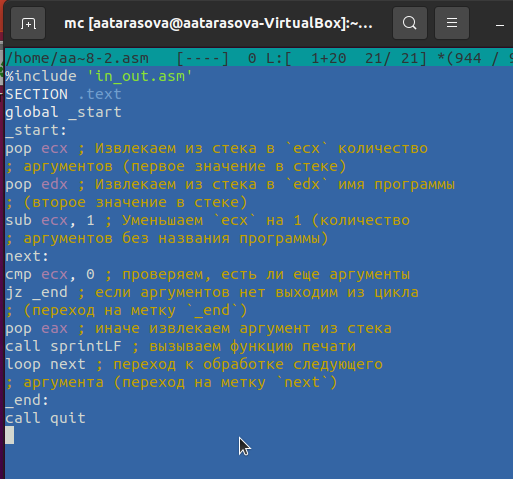 mc [aatarasova@aatarasova-VirtualBox]:~...
/home/aa~8-2.asm   [----]  0 L:[  1+20  21/ 21] *(944 / 9
%include 'in_out.asm'
SECTION .text
global _start
_start:
pop ecx ; Извлекаем из стека в `ecx` количество
; аргументов (первое значение в стеке)
pop edx ; Извлекаем из стека в `edx` имя программы
; (второе значение в стеке)
sub ecx, 1 ; Уменьшаем `ecx` на 1 (количество
; аргументов без названия программы)
next:
cmp ecx, 0 ; проверяем, есть ли еще аргументы
jz _end ; если аргументов нет выходим из цикла
; (переход на метку `_end`)
pop eax ; иначе извлекаем аргумент из стека
call sprintLF ; вызываем функцию печати
loop next ; переход к обработке следующего
; аргумента (переход на метку `next`)
_end:
call quit